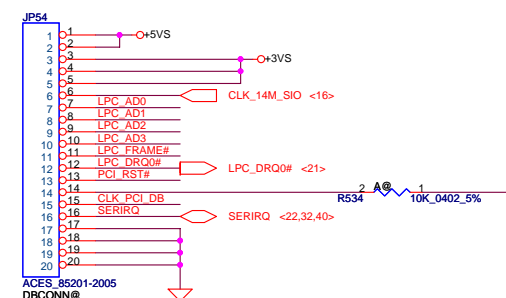 JP54
1 1 +5VS
2 2
3 3 +3VS
4 4
5 5
6 6 CLK_14M_SIO <16>
7 7 LPC_AD0
8 8 LPC_AD1
9 9 LPC_AD2
10 10 LPC_AD3
11 11 LPC_FRAME#
12 12 LPC_DRQ0# LPC_DRQ0# <21>
13 13 PCI_RST#
14 14 2 A@ 1
R534 10K_0402_5%
15 15 CLK_PCI_DB
16 16 SERIRQ SERIRQ <22,32,40>
17 17
18 18
19 19
20 20
ACES_85201-2005
DBCONN@